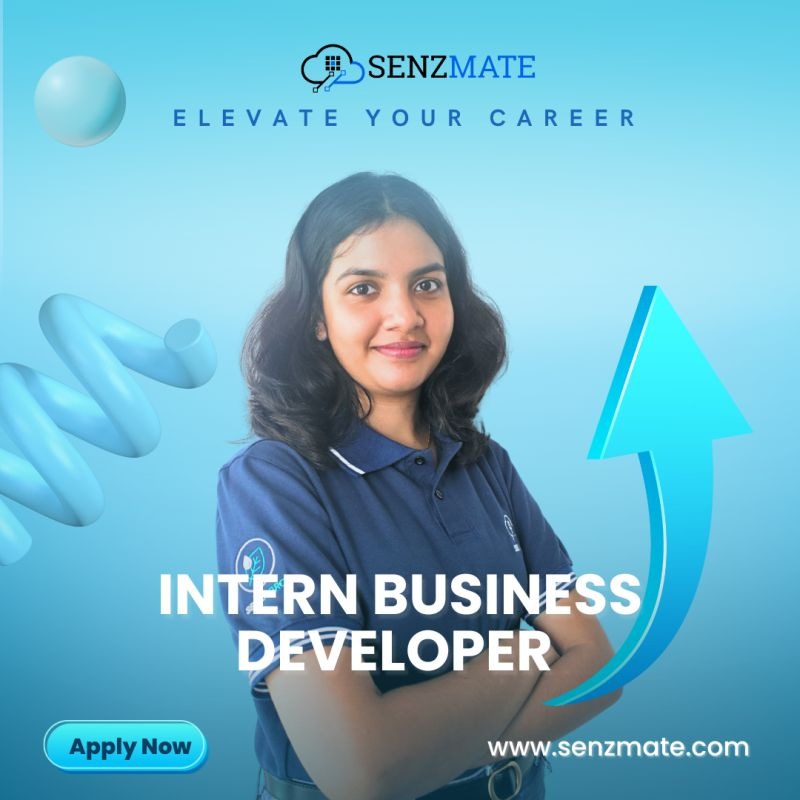 SENZMATE
ELEVATE YOUR CAREER
INTERN BUSINESS
DEVELOPER
Apply Now
www.senzmate.com